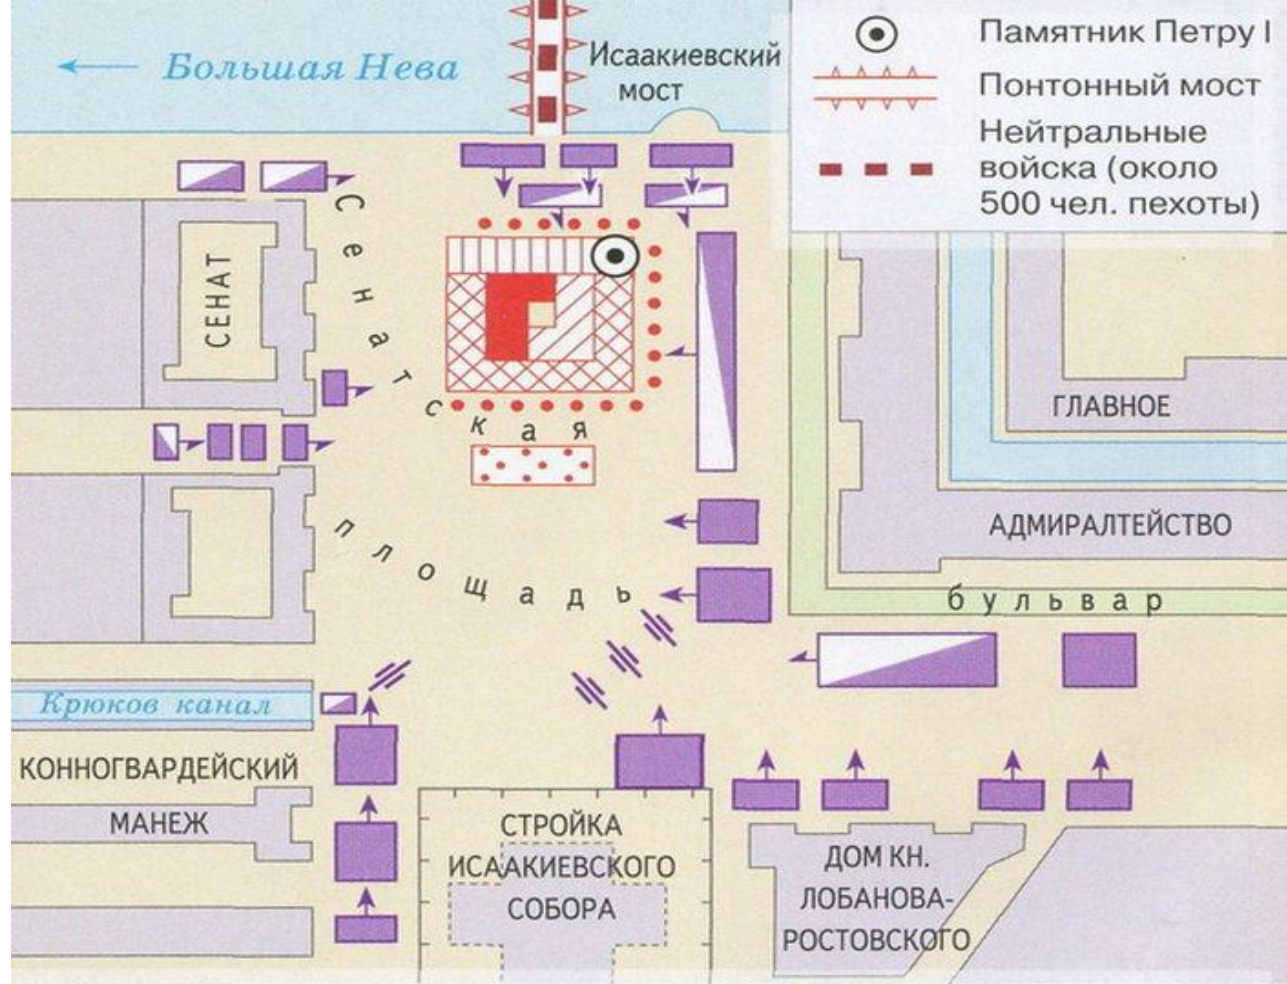 Большая Нева
Исаакиевский
мост
Памятник Петру I
Понтонный мост
Нейтральные
войска (около
500 чел. пехоты)
Сенатская
площадь
СЕНАТ
ГЛАВНОЕ
АДМИРАЛТЕЙСТВО
бульвар
Крюков канал
КОННОГВАРДЕЙСКИЙ
МАНЕЖ
СТРОЙКА
ИСААКИЕВСКОГО
СОБОРА
ДОМ КН.
ЛОБАНОВА-
РОСТОВСКОГО